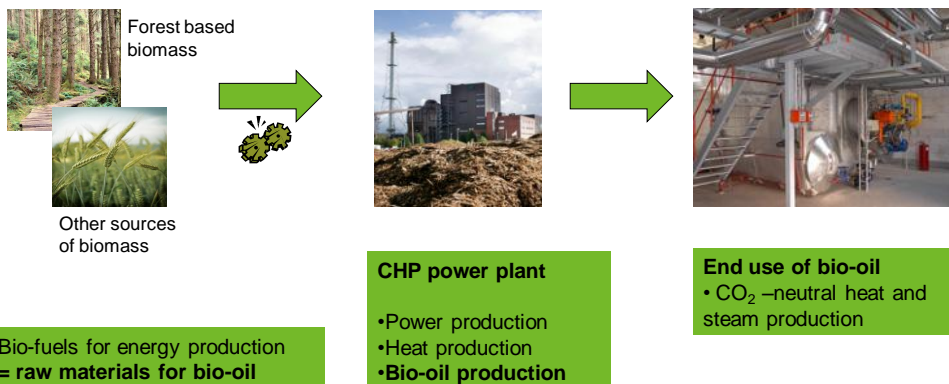 Forest based
biomass
Other sources
of biomass
Bio-fuels for energy production
= raw materials for bio-oil
CHP power plant
•Power production
•Heat production
•Bio-oil production
End use of bio-oil
• CO₂ –neutral heat and
steam production